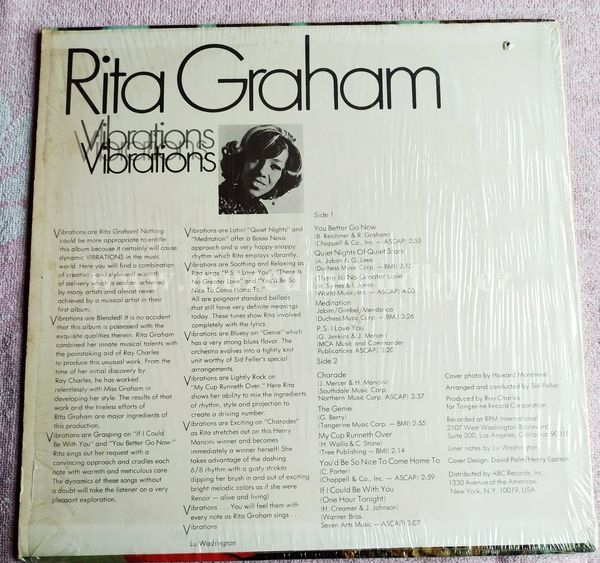 Rita Graham
Vibrations
Vibrations
Vibrations are Rita Graham! Nothing
could be more appropriate to entitle
this album because it certainly will cause
dynamic VIBRATIONS in the music
world. Here you will find a combination
of creativity and style and warmth
of delivery that is seldom achieved
by many artists and almost never
achieved by a musical artist in their
first album.
Vibrations are Blended! It is no accident
that this album is possessed with the
exquisite qualities therein. Rita Graham
combined her innate musical talents with
the painstaking aid of Ray Charles
to produce this unusual work. From the
time of her initial discovery by
Ray Charles, he has worked
relentlessly with Miss Graham in
developing her style. The results of that
work and the tireless efforts of
Rita Graham are major ingredients of
this production.
Vibrations are Grasping on "If I Could
Be With You" and "You Better Go Now."
Rita sings out her request with a
convincing approach and cradles each
note with warmth and meticulous care.
The dynamics of these songs without
a doubt will take the listener on a very
pleasant exploration.
Vibrations are Latin! "Quiet Nights" and
"Meditation" offer a Bossa Nova
approach and a very happy-snappy
rhythm which Rita employs vibrantly.
Vibrations are Soothing and Relaxing as
Rita sings "P.S. I Love You", "There Is
No Greater Love" and "You'd Be So
Nice To Come Home To!"
All are poignant standard ballads
that still have very definite meanings
today. These tunes show Rita involved
completely with the lyrics.
Vibrations are Bluesy on "Genie" which
has a very strong blues flavor. The
orchestra evolves into a tightly knit
unit worthy of Sid Feller's special
arrangements.
Vibrations are Lightly Rock on
"My Cup Runneth Over." Here Rita
shows her ability to mix the ingredients
of rhythm, style and projection to
create a driving number.
Vibrations are Exciting on "Charades"
as Rita stretches out on this Henry
Mancini winner and becomes
immediately a winner herself! She
takes advantage of the dashing
6/8 rhythm with a gusty strokes
dipping her brush in and out of exciting
bright melodic colors as if she were
Renoir — alive and living!
Vibrations . . . You will feel them with
every note as Rita Graham sings . . .
Vibrations
Lu Washington
Side 1
You Better Go Now
(B. Reichmer & R. Graham)
(Chappell & Co., Inc. — ASCAP) 2:55
Quiet Nights Of Quiet Stars
(A. Jobim / G. Lees)
(Duchess Music Corp. — BMI) 2:15
There Is No Greater Love
(M. Symes & I. Jones)
(World Music Inc. — ASCAP) 4:03
Meditation
(Jobim/Gimbel/Mendonca)
(Duchess Music Corp. — BMI) 3:26
P.S. I Love You
(G. Jenkins & J. Mercer)
(MCA Music and Commander
Publications ASCAP) 3:20
Side 2
Charade
(J. Mercer & H. Mancini)
(Southdale Music Corp.
Northern Music Corp. ASCAP) 2:37
The Genie
(G. Berry)
(Tangerine Music Corp. — BMI) 2:55
My Cup Runneth Over
(H. Wallis & C. Stone)
(Tree Publishing — BMI) 2:14
You'd Be So Nice To Come Home To
(C. Porter)
(Chappell & Co., Inc. — ASCAP) 2:59
If I Could Be With You
(One Hour Tonight)
(H. Creamer & J. Johnson)
(Warner Bros.
Seven Arts Music — ASCAP) 3:07
Cover photo by Howard
Arranged and conducted by Sid Feller
Produced by Ray Charles
for Tangerine Record Corporation
Recorded at RPM International
2107 West Washington Boulevard
Suite 200, Los Angeles, California 90018
Liner notes by Lu Washington
Cover Design: David Palm/Henry Epstein
Distributed by ABC Records, Inc.,
1330 Avenue of the Americas,
New York, N.Y. 10019, USA